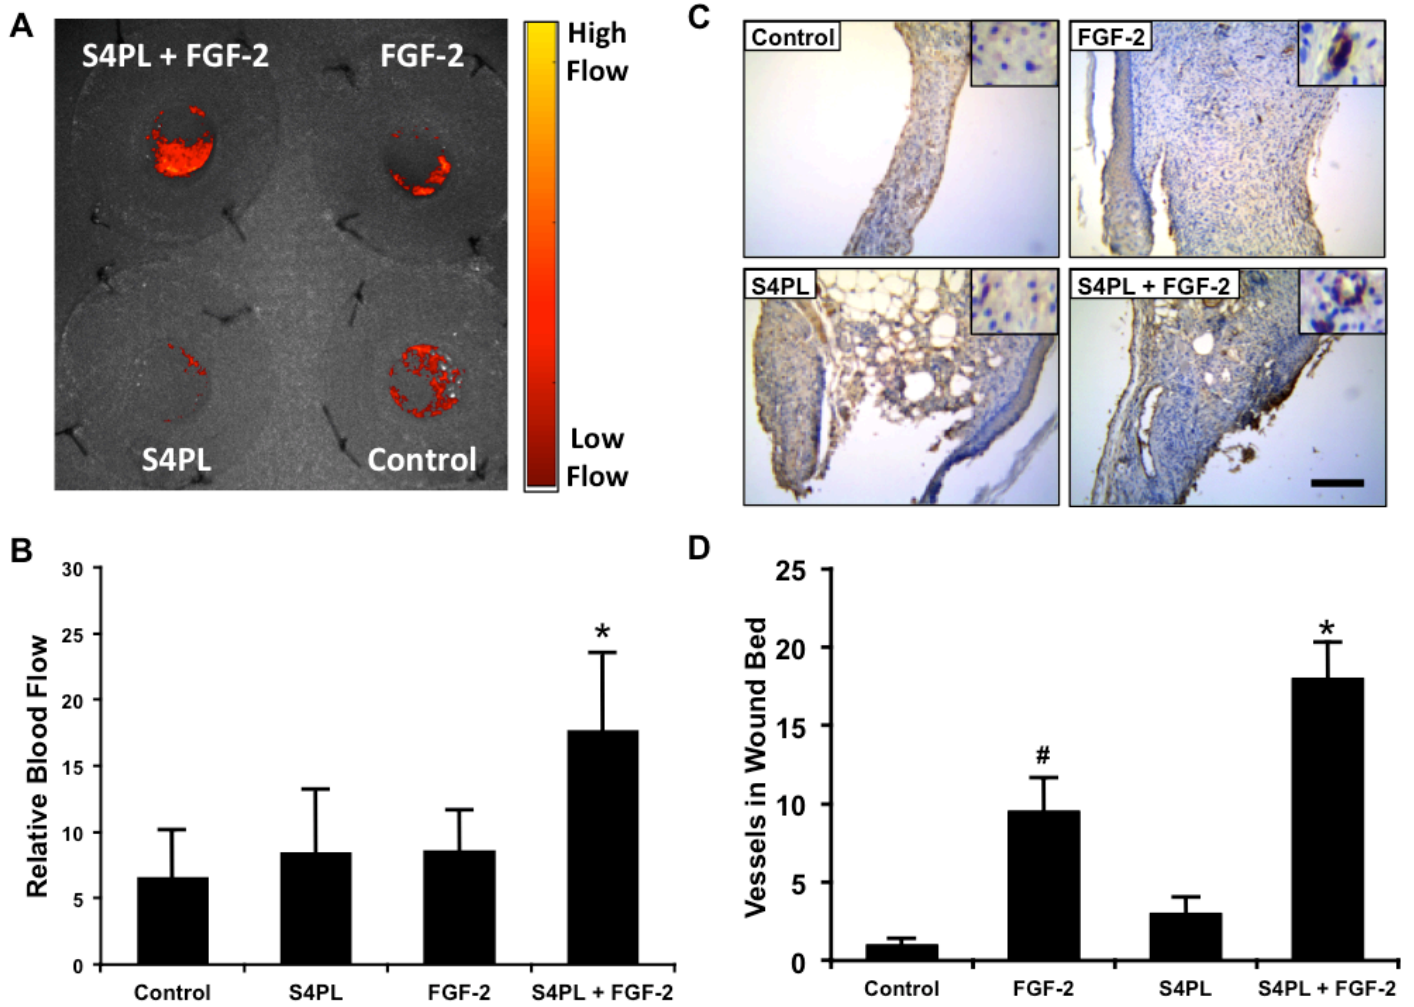 A
S4PL + FGF-2
FGF-2
S4PL
Control
High
Flow
Low
Flow
C
Control
FGF-2
S4PL
S4PL + FGF-2
B
Relative Blood Flow
30
25
20
15
10
5
0
*
Control
S4PL
FGF-2
S4PL + FGF-2
D
Vessels in Wound Bed
25
20
15
10
5
0
#
*
Control
FGF-2
S4PL
S4PL + FGF-2